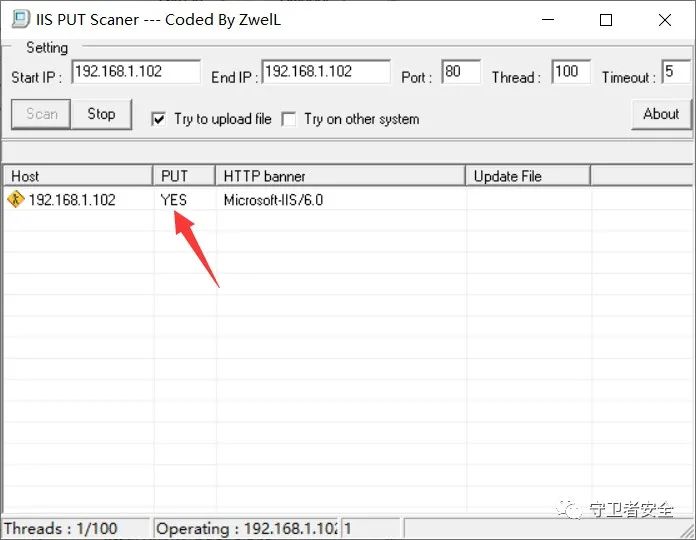 IIS PUT Scaner --- Coded By ZwelL
Setting
Start IP : 192.168.1.102 End IP : 192.168.1.102 Port : 80 Thread : 100 Timeout : 5
Scan Stop Try to upload file Try on other system About
Host PUT HTTP banner Update File
192.168.1.102 YES Microsoft-IIS/6.0
守卫者安全
Threads : 1/100 Operating : 192.168.1.102 1